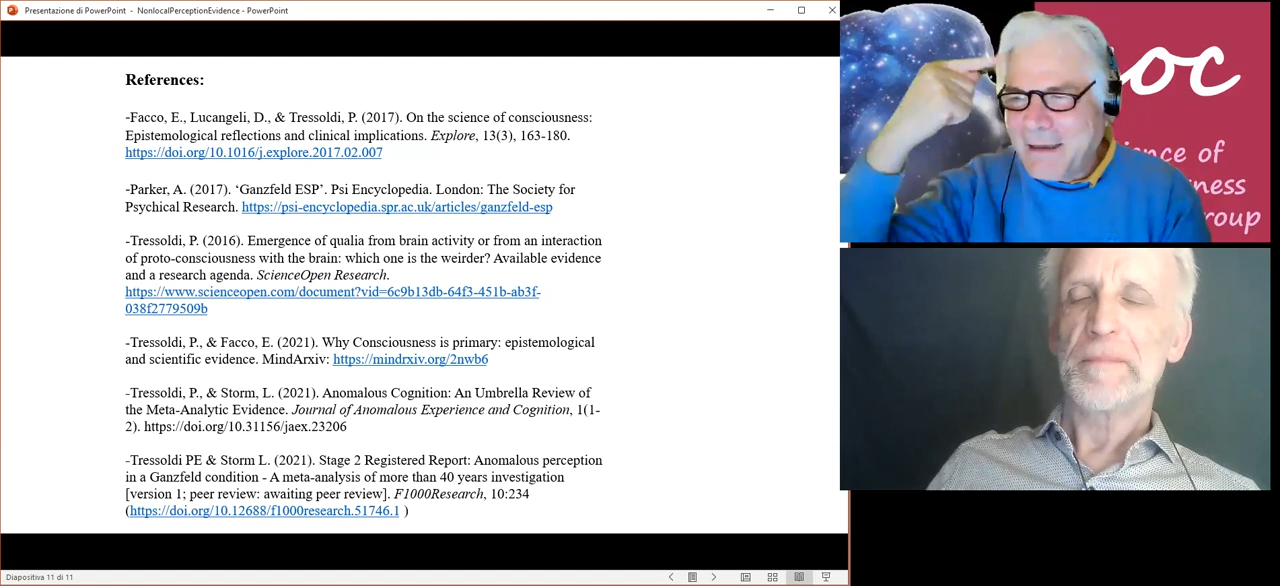 Presentazione di PowerPoint - NonlocalPerceptionEvidence - PowerPoint
References:
-Facco, E., Lucangeli, D., & Tressoldi, P. (2017). On the science of consciousness:
Epistemological reflections and clinical implications. Explore, 13(3), 163-180.
https://doi.org/10.1016/j.explore.2017.02.007
-Parker, A. (2017). ‘Ganzfeld ESP’. Psi Encyclopedia. London: The Society for
Psychical Research. https://psi-encyclopedia.spr.ac.uk/articles/ganzfeld-esp
-Tressoldi, P. (2016). Emergence of qualia from brain activity or from an interaction
of proto-consciousness with the brain: which one is the weirder? Available evidence
and a research agenda. ScienceOpen Research.
https://www.scienceopen.com/document?vid=6c9b13db-64f3-451b-ab3f-
038f2779509b
-Tressoldi, P., & Facco, E. (2021). Why Consciousness is primary: epistemological
and scientific evidence. MindArxiv: https://mindrxiv.org/2nwb6
-Tressoldi, P., & Storm, L. (2021). Anomalous Cognition: An Umbrella Review of
the Meta-Analytic Evidence. Journal of Anomalous Experience and Cognition, 1(1-
2). https://doi.org/10.31156/jaex.23206
-Tressoldi PE & Storm L. (2021). Stage 2 Registered Report: Anomalous perception
in a Ganzfeld condition - A meta-analysis of more than 40 years investigation
[version 1; peer review: awaiting peer review]. F1000Research, 10:234
(https://doi.org/10.12688/f1000research.51746.1 )
Diapositiva 11 di 11
oc
ence of
ness
roup